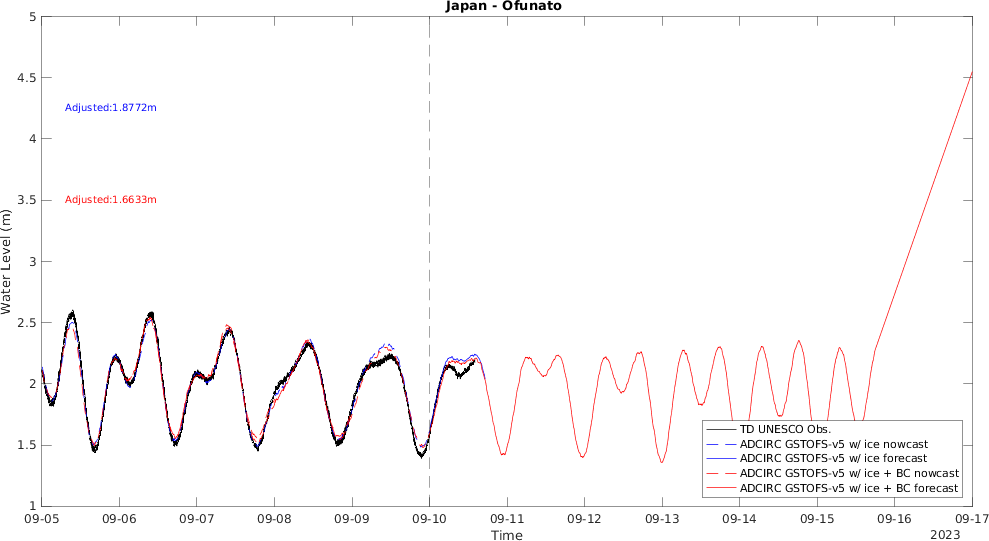 Japan - Ofunato
5
4.5
4
3.5
3
2.5
2
1.5
1
Water Level (m)
Adjusted:1.8772m
Adjusted:1.6633m
TD UNESCO Obs.
ADCIRC GSTOFS-v5 w/ ice nowcast
ADCIRC GSTOFS-v5 w/ ice forecast
ADCIRC GSTOFS-v5 w/ ice + BC nowcast
ADCIRC GSTOFS-v5 w/ ice + BC forecast
09-05 09-06 09-07 09-08 09-09 09-10 09-11 09-12 09-13 09-14 09-15 09-16 09-17
Time
2023